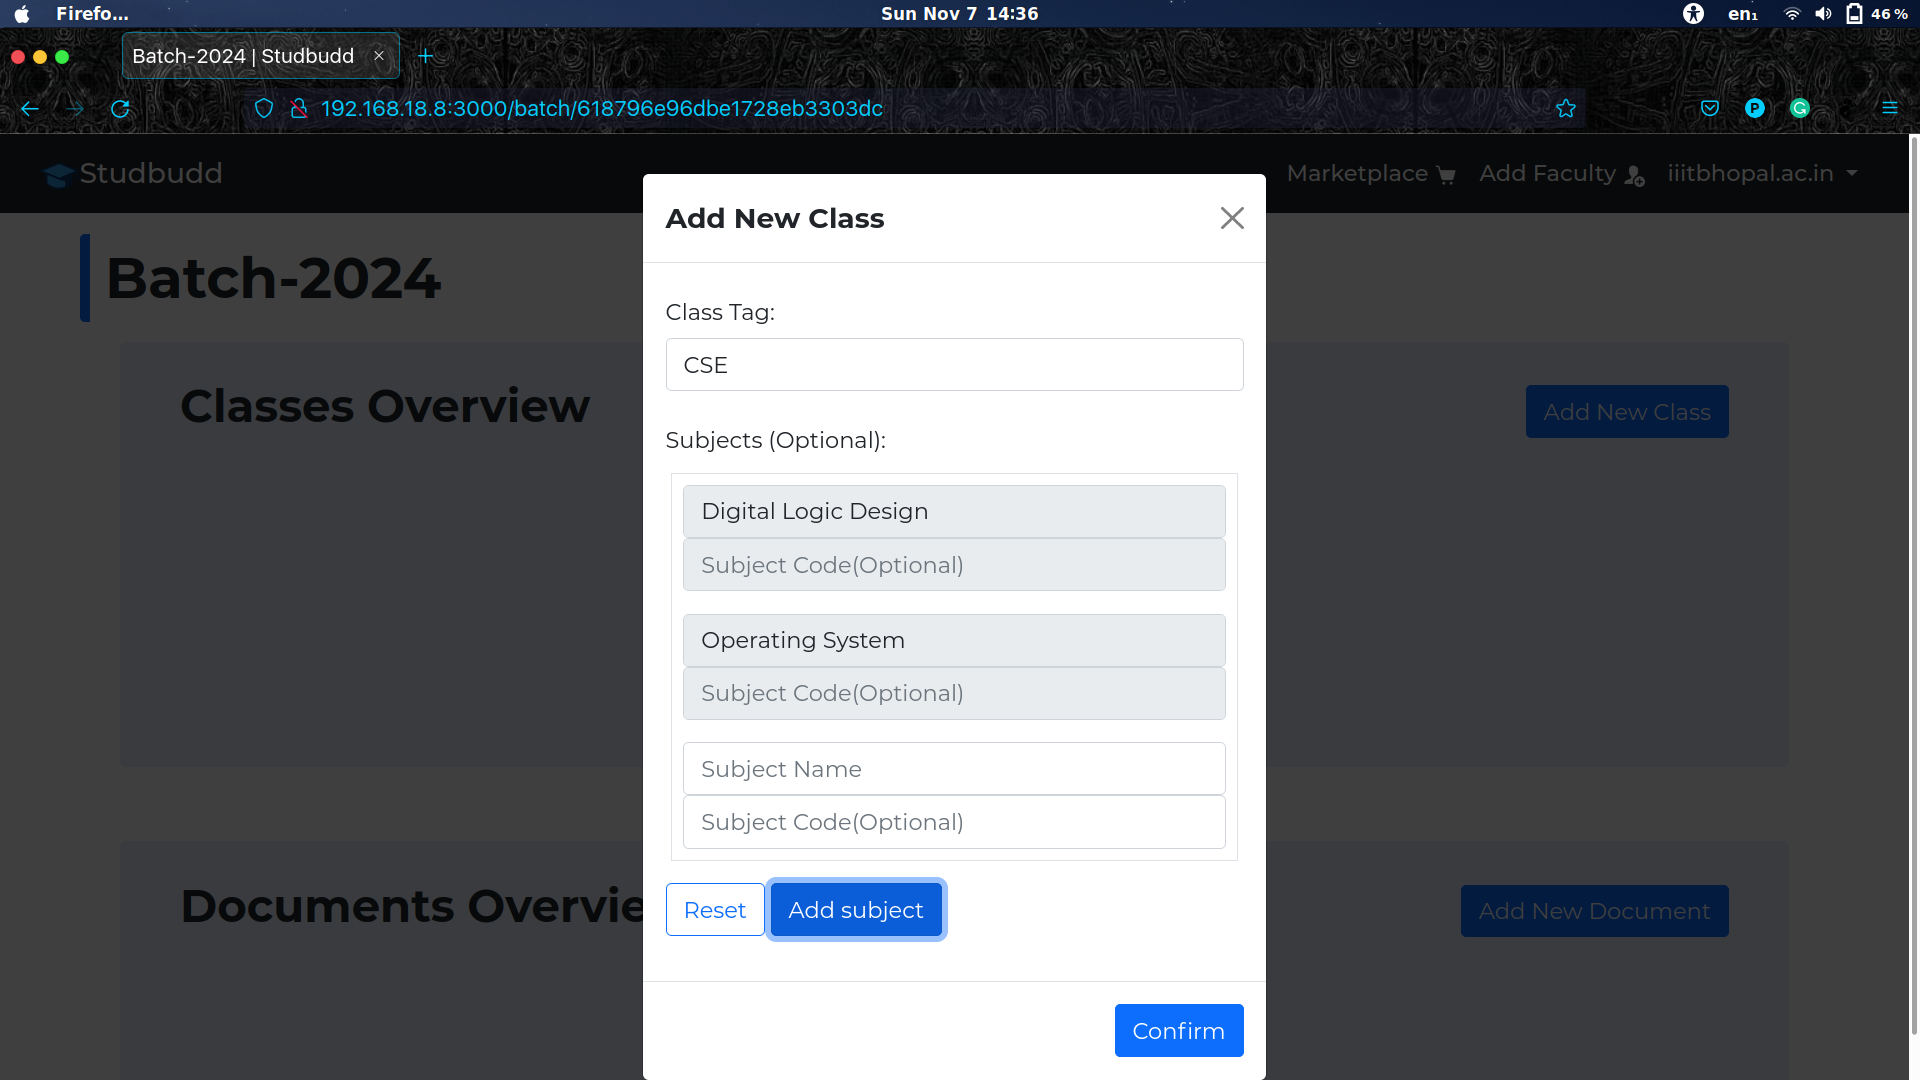 Firefo...
Sun Nov 7 14:36
en₁
46 %
Batch-2024 | Studbudd
192.168.18.8:3000/batch/618796e96dbe1728eb3303dc
Studbudd
Marketplace
Add Faculty
iiitbhopal.ac.in
Add New Class
Batch-2024
Class Tag:
CSE
Classes Overview
Add New Class
Subjects (Optional):
Digital Logic Design
Subject Code(Optional)
Operating System
Subject Code(Optional)
Subject Name
Subject Code(Optional)
Documents Overvie
Reset
Add subject
Add New Document
Confirm